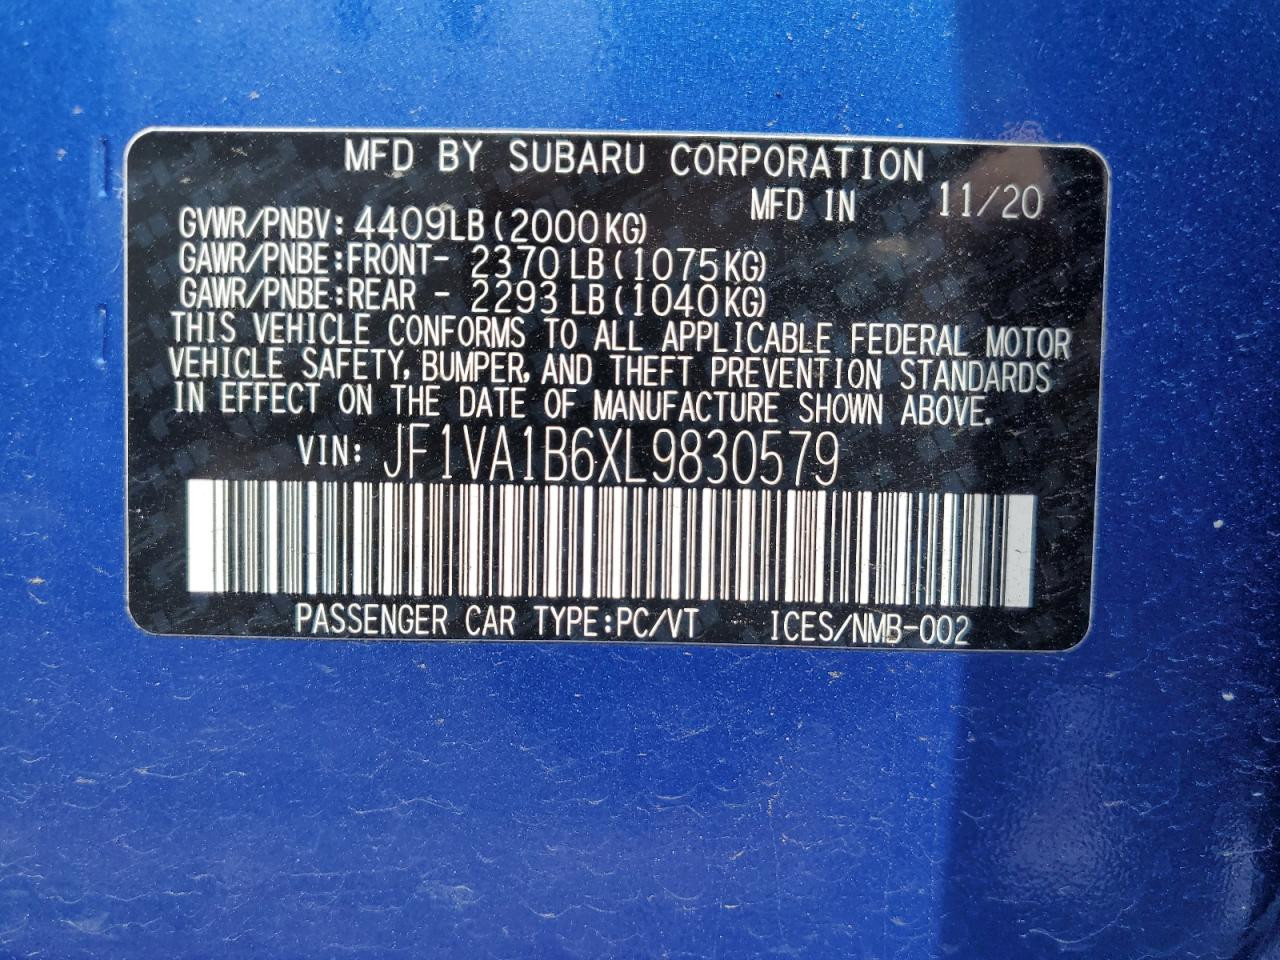 MFD BY SUBARU CORPORATION
MFD IN 11/20
GVWR/PNBV: 4409LB(2000KG)
GAWR/PNBE:FRONT- 2370LB(1075KG)
GAWR/PNBE:REAR - 2293LB(1040KG)
THIS VEHICLE CONFORMS TO ALL APPLICABLE FEDERAL MOTOR
VEHICLE SAFETY, BUMPER, AND THEFT PREVENTION STANDARDS
IN EFFECT ON THE DATE OF MANUFACTURE SHOWN ABOVE.
VIN: JF1VA1B6XL9830579
PASSENGER CAR TYPE:PC/VT ICES/NMB-002